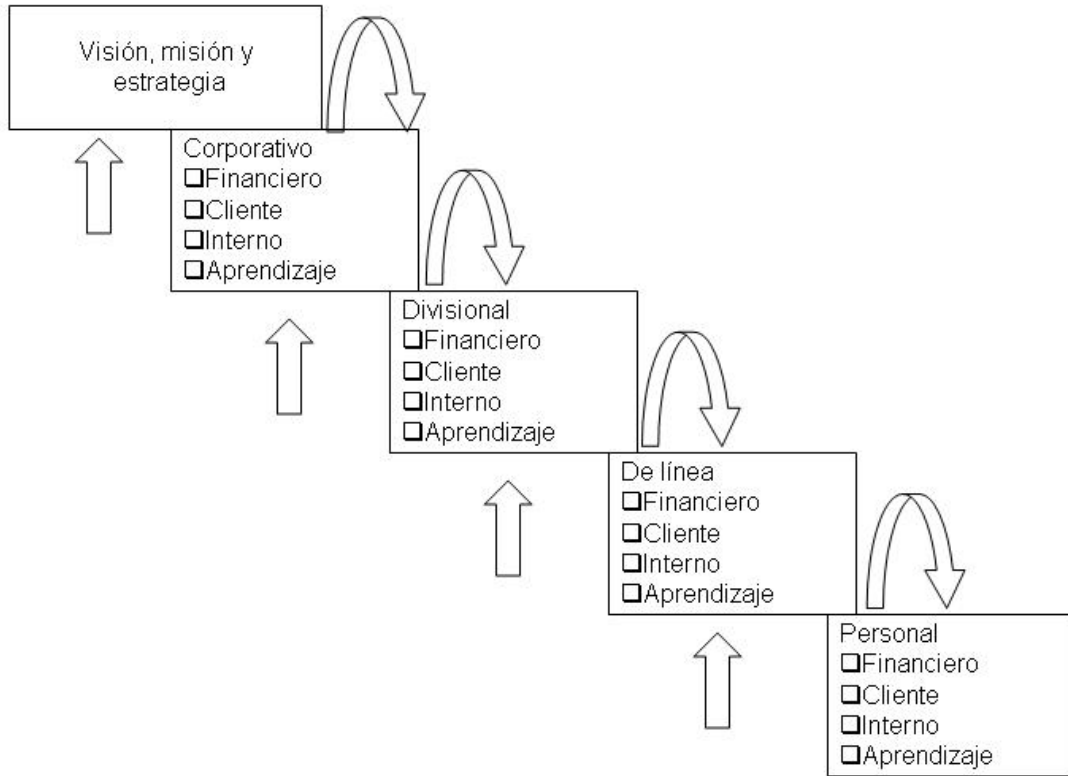 Visión, misión y
estrategia
Corporativo
❑Financiero
❑Cliente
❑Interno
❑Aprendizaje
Divisional
❑Financiero
❑Cliente
❑Interno
❑Aprendizaje
De línea
❑Financiero
❑Cliente
❑Interno
❑Aprendizaje
Personal
❑Financiero
❑Cliente
❑Interno
❑Aprendizaje